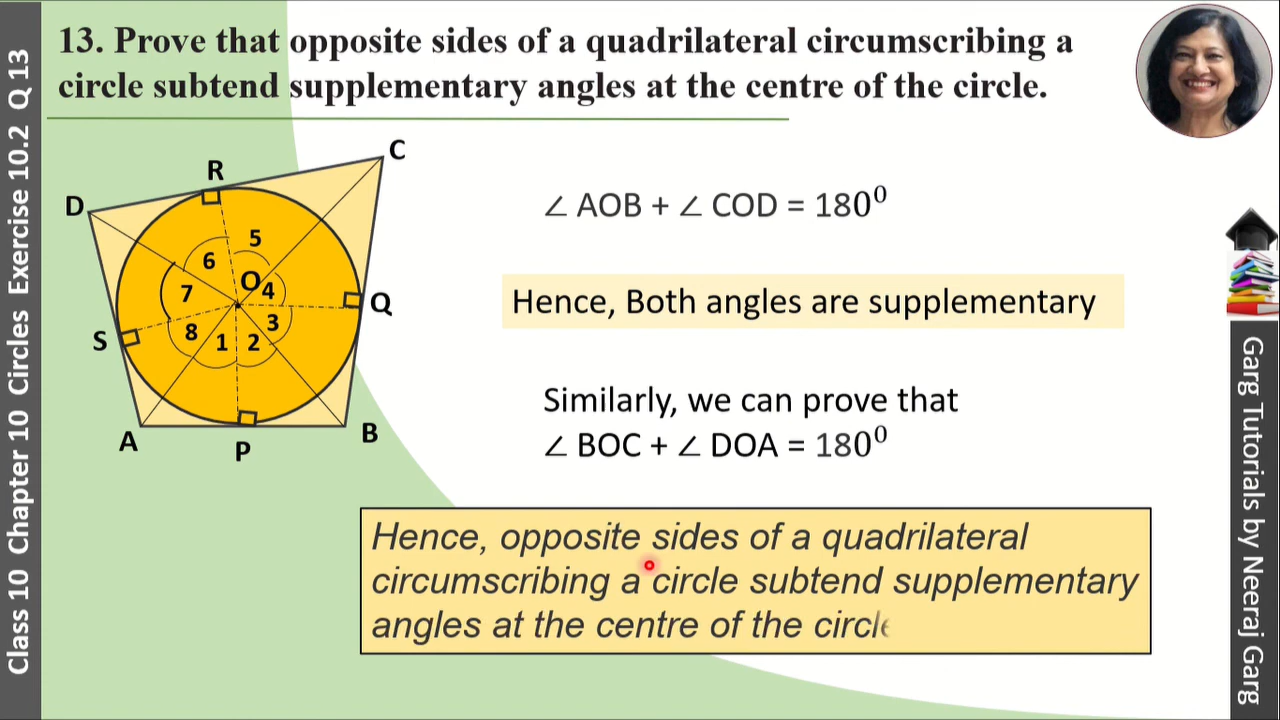 13. Prove that opposite sides of a quadrilateral circumscribing a
circle subtend supplementary angles at the centre of the circle.
Class 10 Chapter 10 Circles Exercise 10.2 Q 13
C
R
D
5
6
O
4
7
Q
3
S
8
1
2
A
B
P
∠ AOB + ∠ COD = 180⁰
Hence, Both angles are supplementary
Similarly, we can prove that
∠ BOC + ∠ DOA = 180⁰
Hence, opposite sides of a quadrilateral
circumscribing a circle subtend supplementary
angles at the centre of the circle
Garg Tutorials by Neeraj Garg